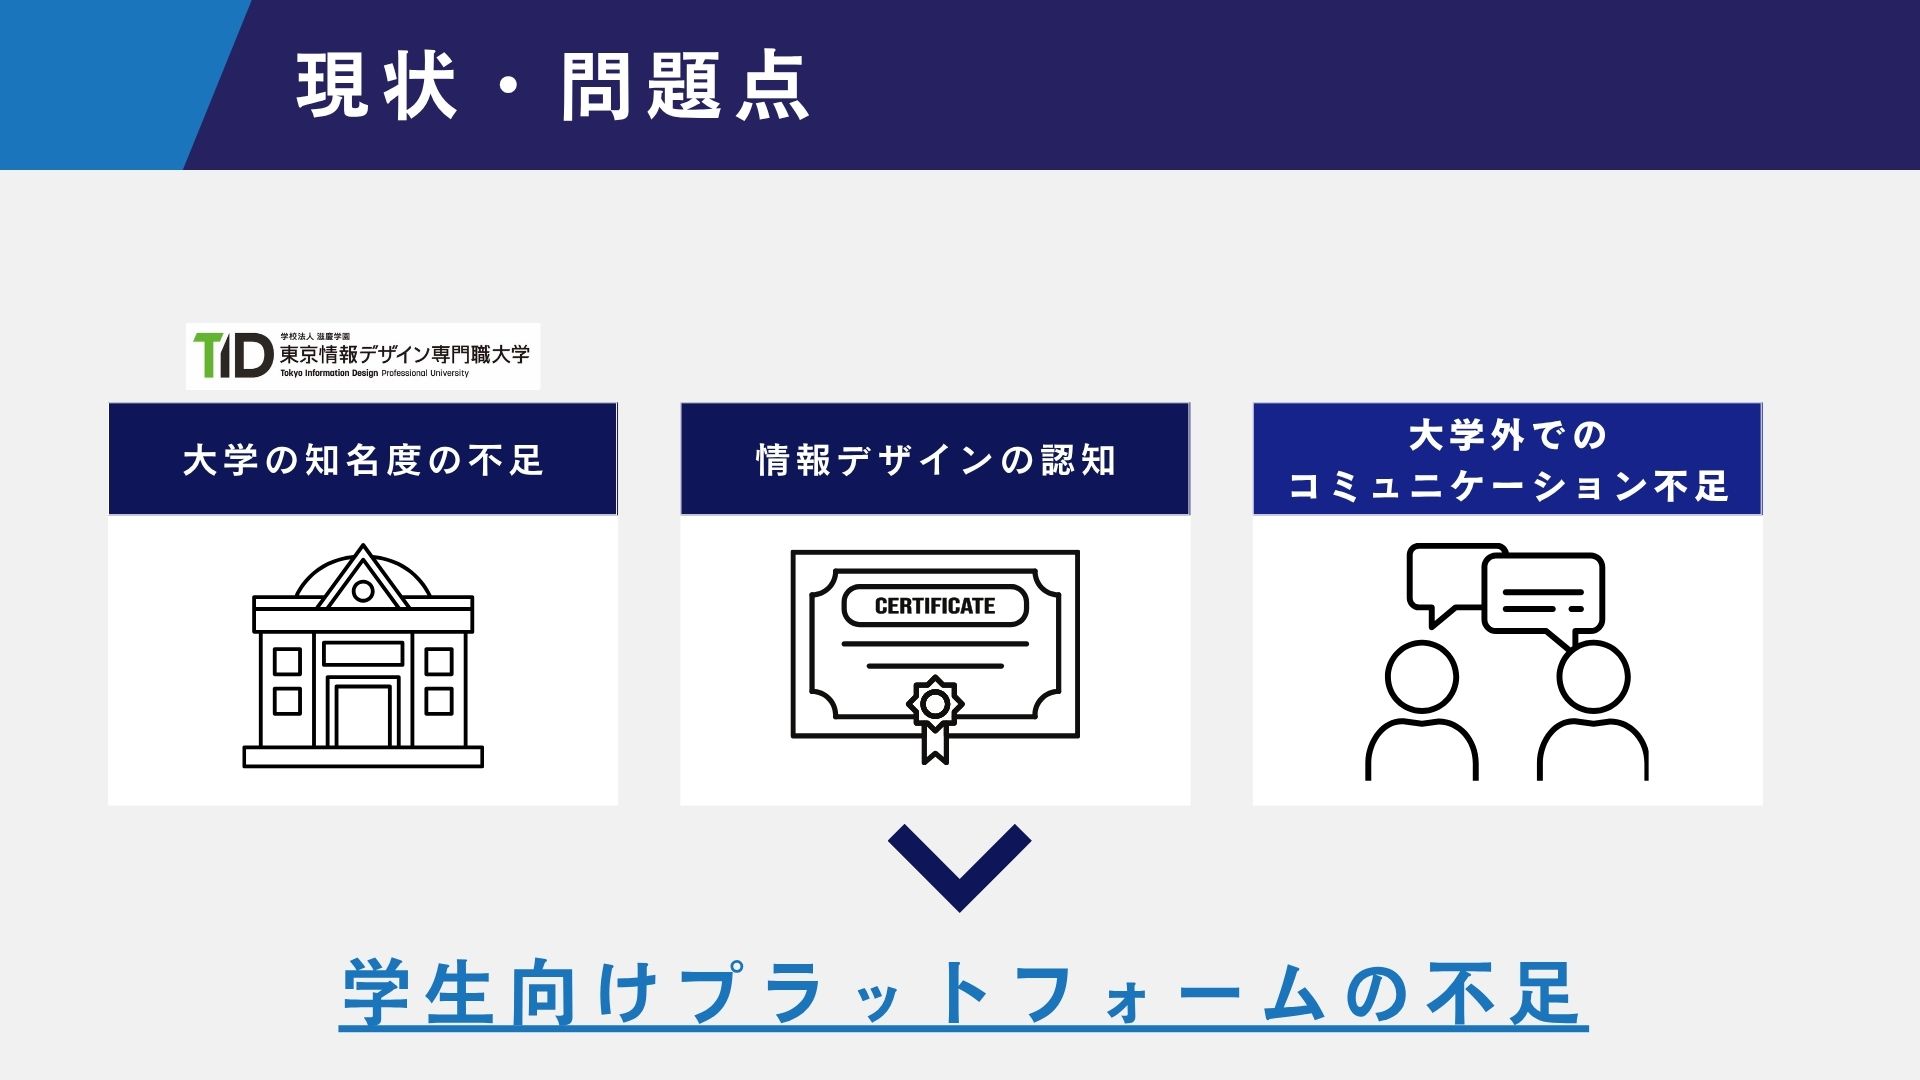 現状・問題点
TID
学校法人 滋慶学園
東京情報デザイン専門職大学
Tokyo Information Design Professional University
大学の知名度の不足
情報デザインの認知
大学外での
コミュニケーション不足
CERTIFICATE
学生向けプラットフォームの不足